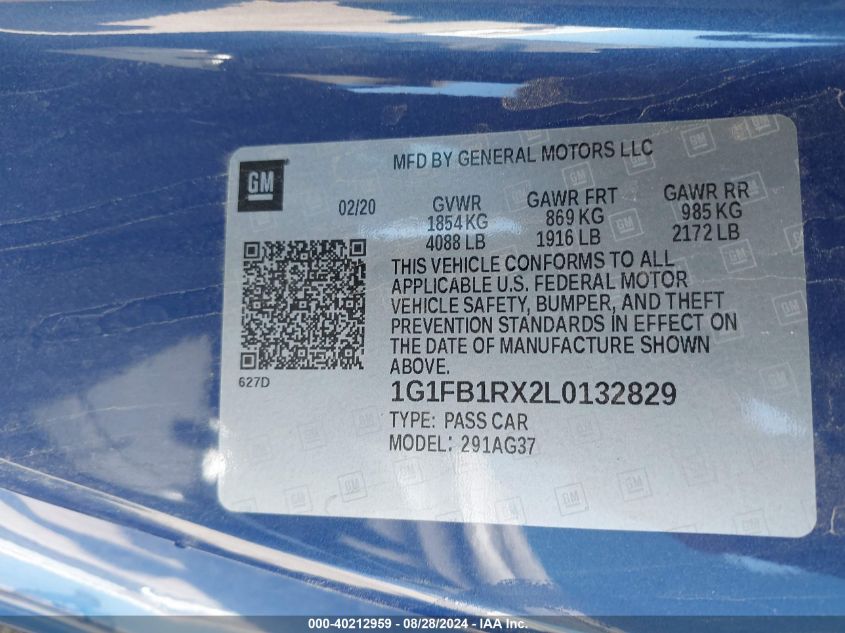 MFD BY GENERAL MOTORS LLC
GM
02/20
GVWR GAWR FRT GAWR RR
1854 KG 869 KG 985 KG
4088 LB 1916 LB 2172 LB
THIS VEHICLE CONFORMS TO ALL
APPLICABLE U.S. FEDERAL MOTOR
VEHICLE SAFETY, BUMPER, AND THEFT
PREVENTION STANDARDS IN EFFECT ON
THE DATE OF MANUFACTURE SHOWN
ABOVE.
627D
1G1FB1RX2L0132829
TYPE: PASS CAR
MODEL: 291AG37
000-40212959 - 08/28/2024 - IAA Inc.